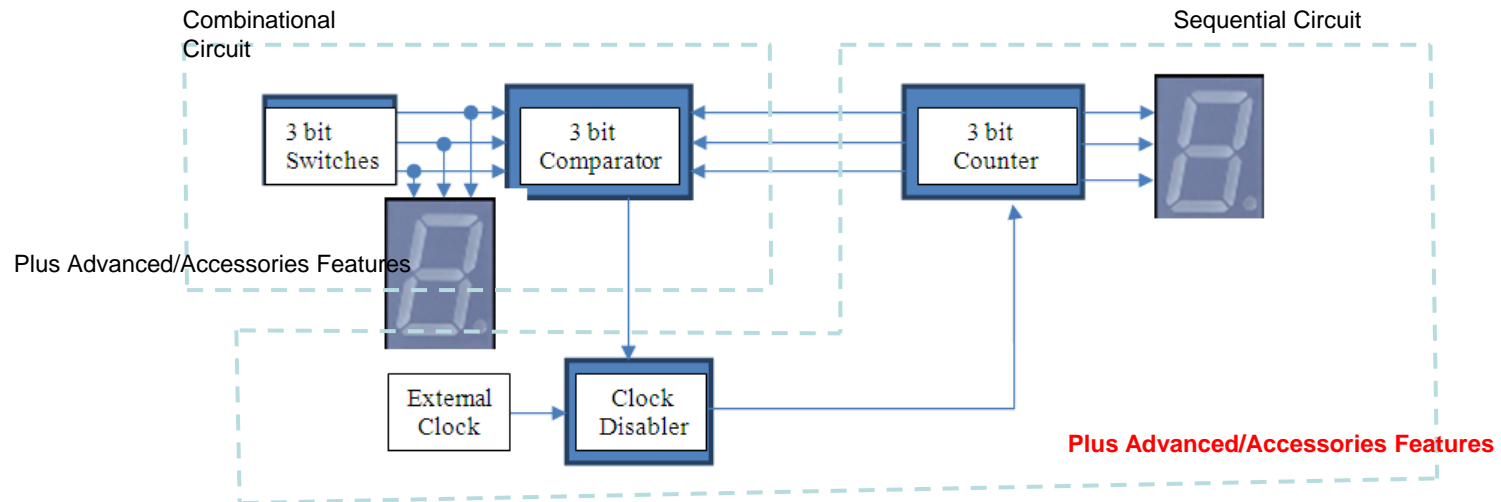 Combinational
Circuit
Sequential Circuit
3 bit
Switches
3 bit
Comparator
3 bit
Counter
Plus Advanced/Accessories Features
External
Clock
Clock
Disabler
Plus Advanced/Accessories Features